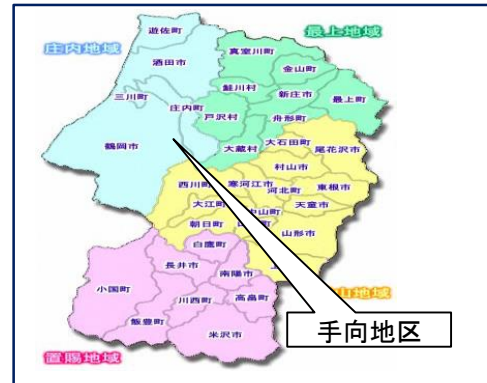 遊佐町
庄内地域
最上地域
酒田市
真室川町
金山町
鮭川村
新庄市
三川町
庄内町
最上町
戸沢村
舟形町
鶴岡市
大蔵村
大石田町
尾花沢市
村山市
西川町
寒河江市
河北町
東根市
大江町
天童市
中山町
朝日町
山形市
白鷹町
長井市
南陽市
小国町
川西町
高畠町
山地域
飯豊町
米沢市
手向地区
置賜地域